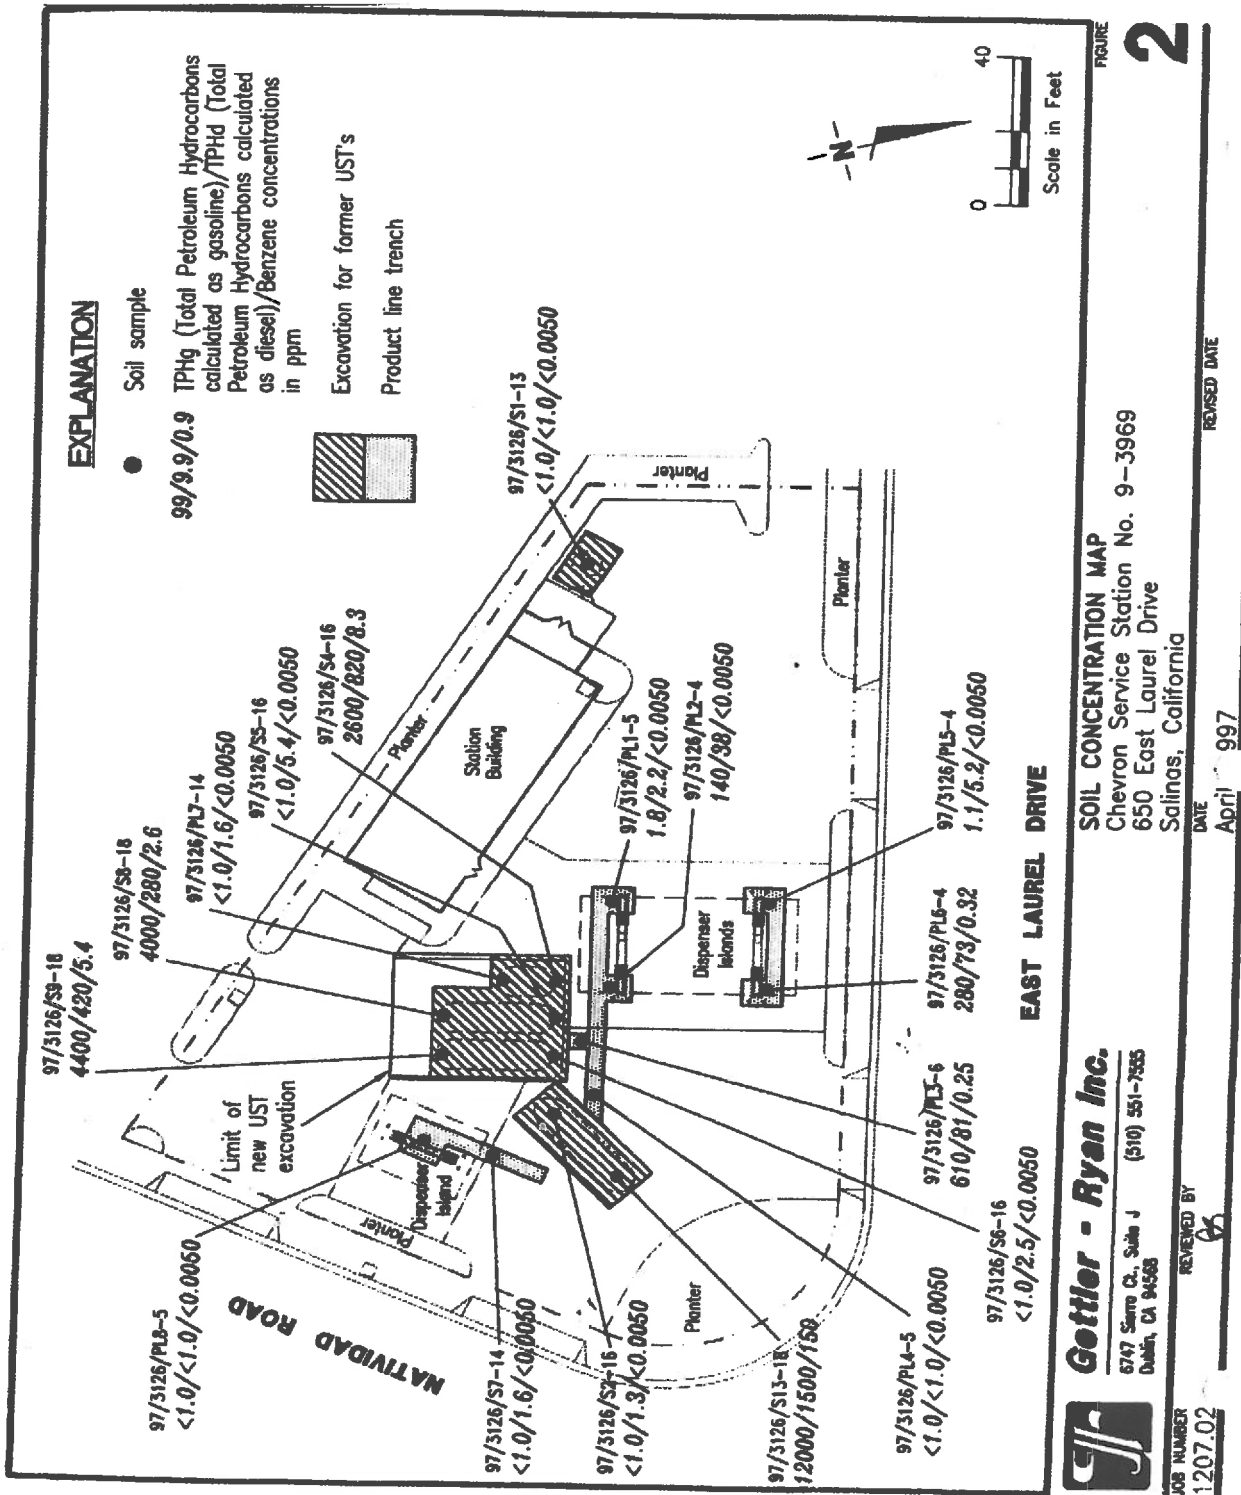 EXPLANATION
Soil sample
99/9.9/0.9 TPHg (Total Petroleum Hydrocarbons
calculated as gasoline)/TPHd (Total
Petroleum Hydrocarbons calculated
as diesel)/Benzene concentrations
in ppm
Excavation for former UST's
Product line trench
97/3126/S9-18
4400/420/5.4
97/3126/S8-18
4000/280/2.6
97/3126/PL7-14
<1.0/1.6/<0.0050
97/3126/S5-16
<1.0/5.4/<0.0050
97/3126/S4-16
2600/820/8.3
97/3126/S1-13
<1.0/<1.0/<0.0050
97/3126/PL8-5
<1.0/<1.0/<0.0050
Limit of
new UST
excavation
Planter
Station
Building
Planter
Planter
Planter
Dispenser
Island
NATIVIDAD ROAD
97/3126/PL1-5
1.8/2.2/<0.0050
97/3126/PL2-4
140/38/<0.0050
Dispenser
Islands
97/3126/S7-14
<1.0/1.6/<0.0050
97/3126/S2-16
<1.0/1.3/<0.0050
Planter
97/3126/S13-18
12000/1500/150
97/3126/PL4-5
<1.0/<1.0/<0.0050
97/3126/S6-16
<1.0/2.5/<0.0050
97/3126/PL3-6
610/81/0.25
97/3126/PL6-4
280/73/0.32
97/3126/PL5-4
1.1/5.2/<0.0050
Planter
EAST LAUREL DRIVE
N
0 40
Scale in Feet
Gettler - Ryan Inc.
6747 Sierra Ct., Suite J (510) 551-7555
Dublin, CA 94568
SOIL CONCENTRATION MAP
Chevron Service Station No. 9-3969
650 East Laurel Drive
Salinas, California
FIGURE
2
JOB NUMBER
1207.02
REVIEWED BY
DATE
April 997
REVISED DATE